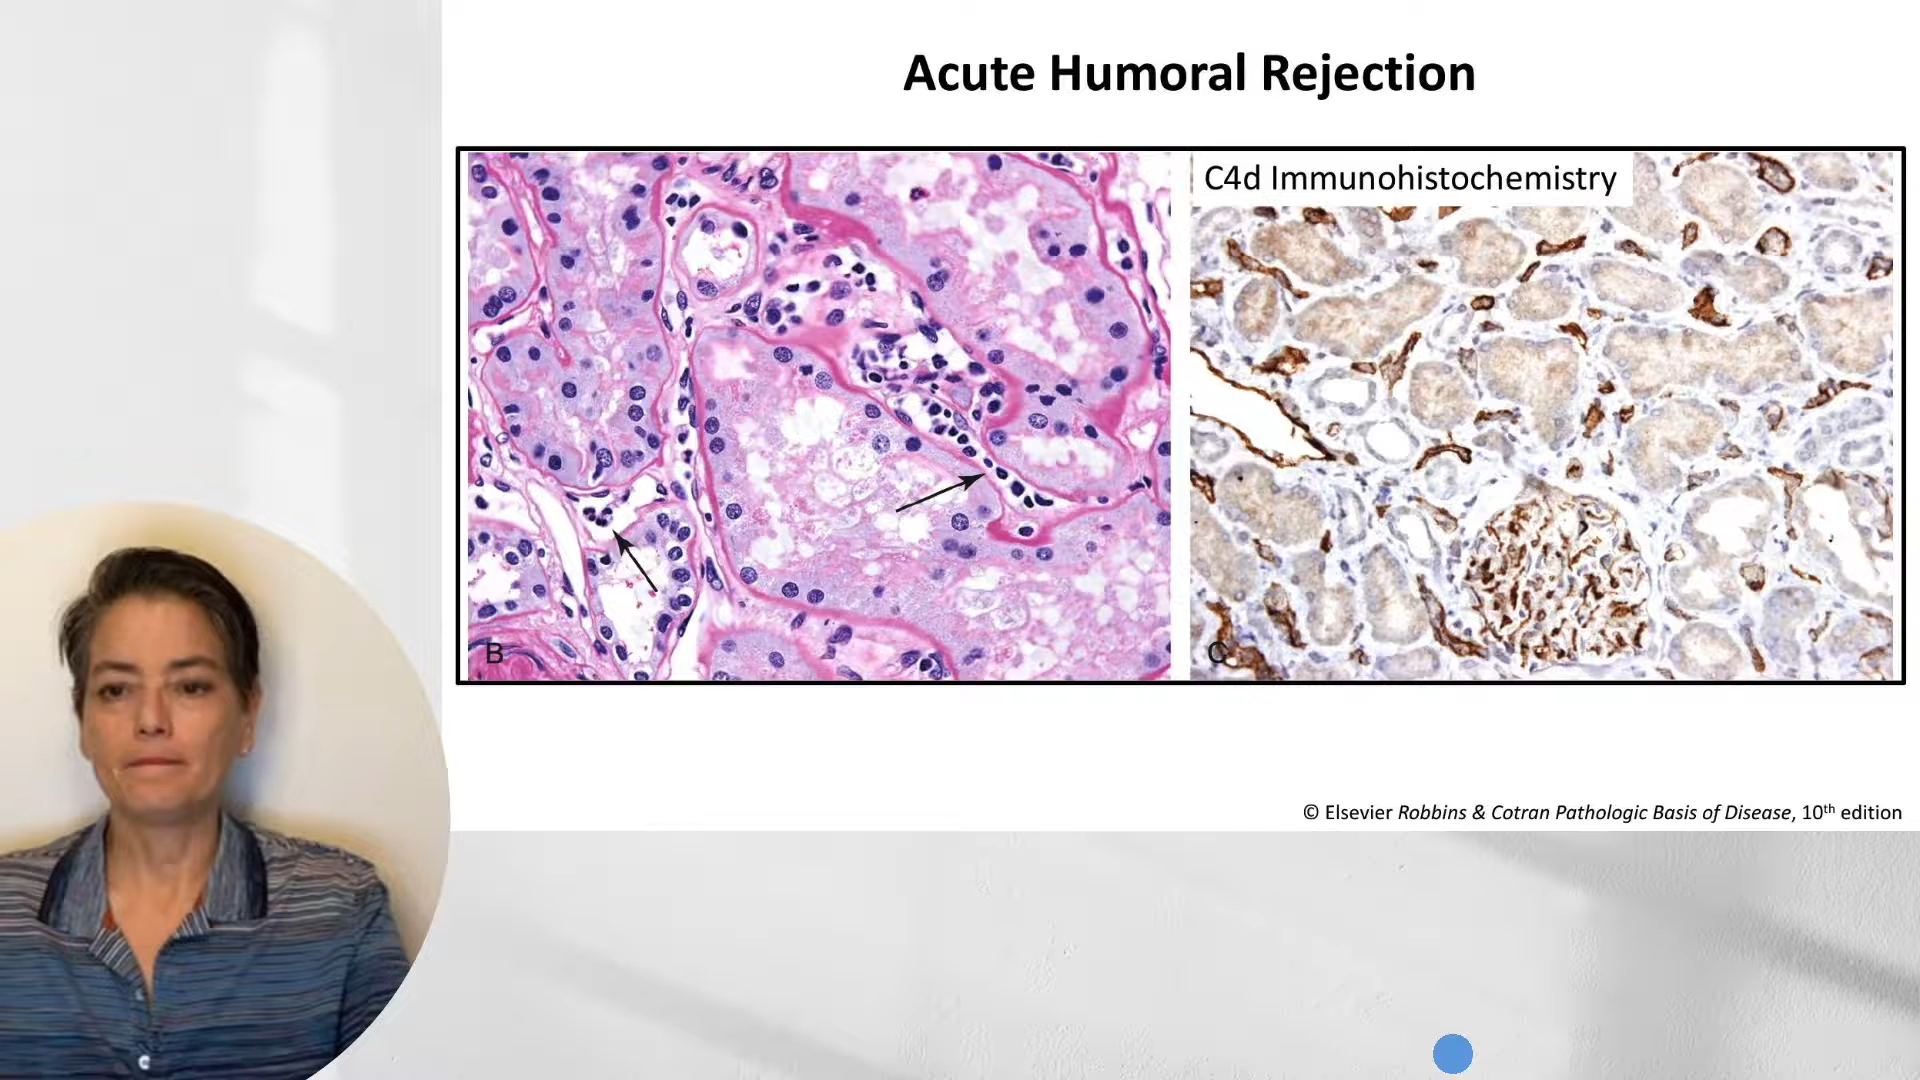 Acute Humoral Rejection
C4d Immunohistochemistry
B
C
© Elsevier Robbins & Cotran Pathologic Basis of Disease, 10th edition